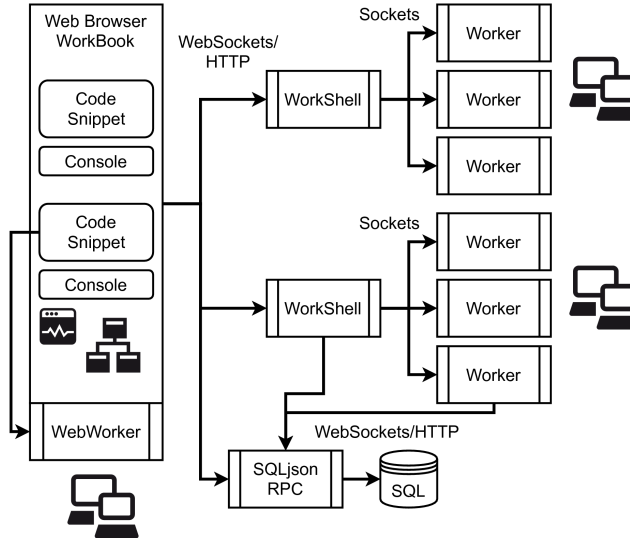 Web Browser
WorkBook
Code
Snippet
Console
Code
Snippet
Console
WebWorker
WebSockets/
HTTP
WorkShell
Sockets
Worker
Worker
Worker
WorkShell
Sockets
Worker
Worker
Worker
WebSockets/HTTP
SQLjson
RPC
SQL